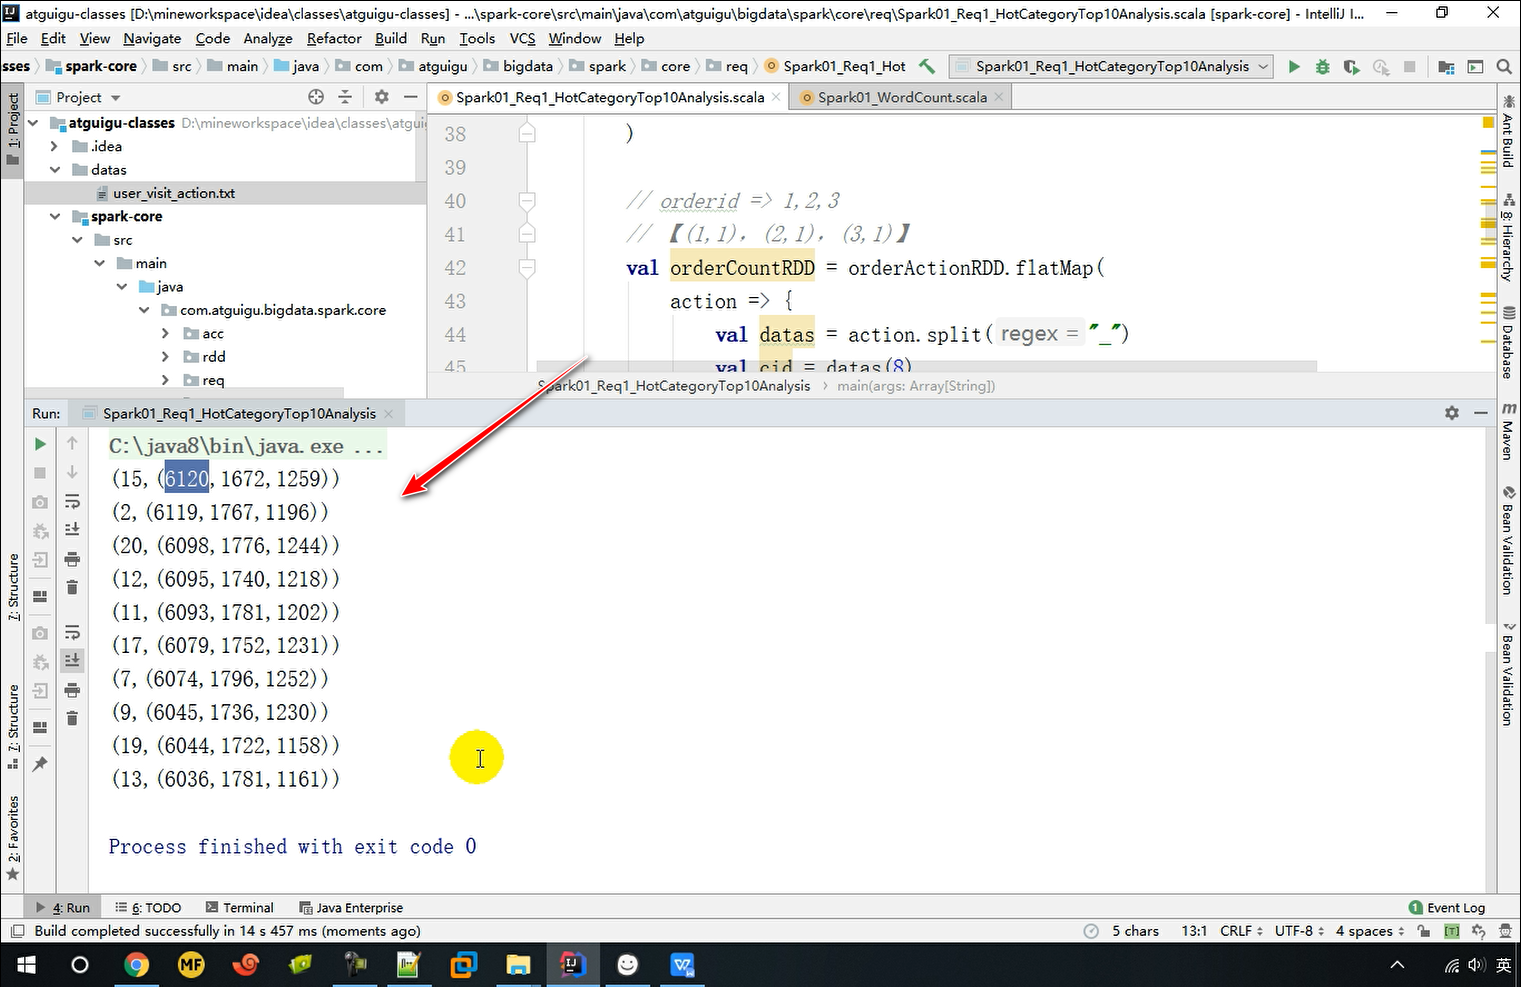 atguigu-classes [D:\mineworkspace\idea\classes\atguigu-classes] - ...\spark-core\src\main\java\com\atguigu\bigdata\spark\core\req\Spark01_Req1_HotCategoryTop10Analysis.scala [spark-core] - IntelliJ I...
File Edit View Navigate Code Analyze Refactor Build Run Tools VCS Window Help
sses spark-core src main java com atguigu bigdata spark core req Spark01_Req1_Hot Spark01_Req1_HotCategoryTop10Analysis
Project
Spark01_Req1_HotCategoryTop10Analysis.scala
Spark01_WordCount.scala
1: Project
atguigu-classes D:\mineworkspace\idea\classes\atgui
.idea
datas
user_visit_action.txt
spark-core
src
main
java
com.atguigu.bigdata.spark.core
acc
rdd
req
38 )
39
40 // orderid => 1,2,3
41 // 【(1,1), (2,1), (3,1)】
42 val orderCountRDD = orderActionRDD.flatMap(
43 action => {
44 val datas = action.split( regex = "_")
45 val cid = datas(8)
Spark01_Req1_HotCategoryTop10Analysis › main(args: Array[String])
Ant Build
8: Hierarchy
Database
Maven
Bean Validation
Bean Validation
Run: Spark01_Req1_HotCategoryTop10Analysis
C:\java8\bin\java.exe ...
(15,(6120,1672,1259))
(2,(6119,1767,1196))
(20,(6098,1776,1244))
(12,(6095,1740,1218))
(11,(6093,1781,1202))
(17,(6079,1752,1231))
(7,(6074,1796,1252))
(9,(6045,1736,1230))
(19,(6044,1722,1158))
(13,(6036,1781,1161))
Process finished with exit code 0
7: Structure
7: Structure
2: Favorites
4: Run 6: TODO Terminal Java Enterprise 1 Event Log
Build completed successfully in 14 s 457 ms (moments ago) 5 chars 13:1 CRLF UTF-8 4 spaces [T]
MF
英